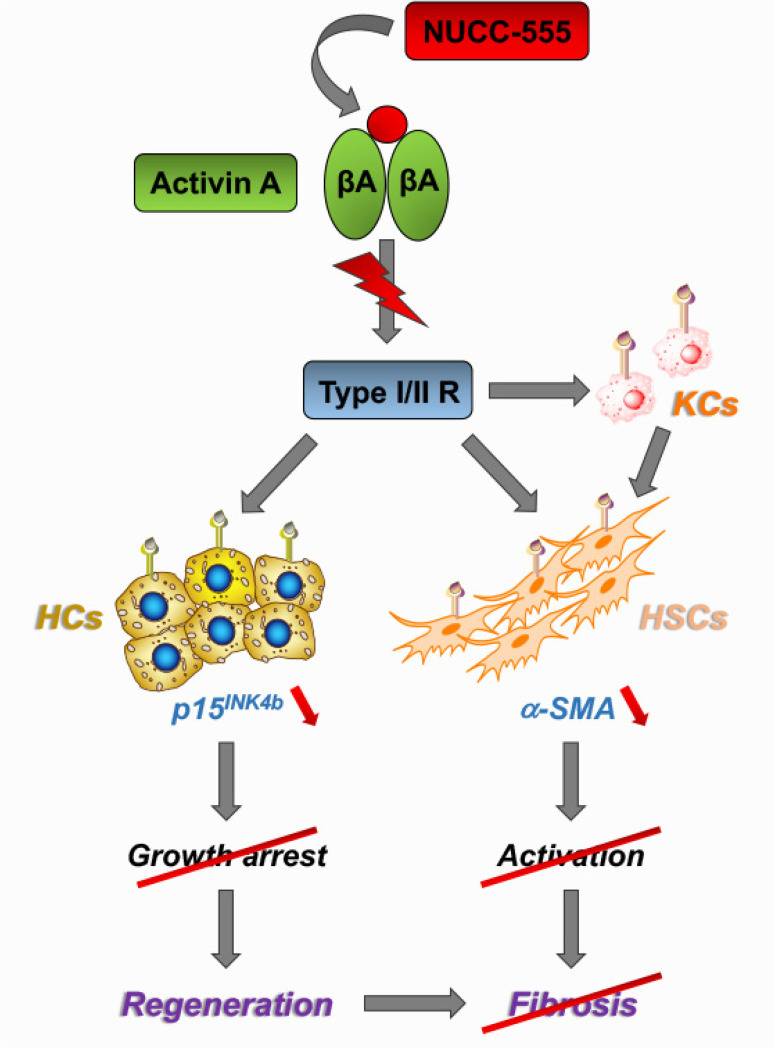 NUCC-555
Activin A
βA βA
Type I/II R
KCs
HCs
HSCs
p15INK4b
α-SMA
Growth arrest
Activation
Regeneration
Fibrosis